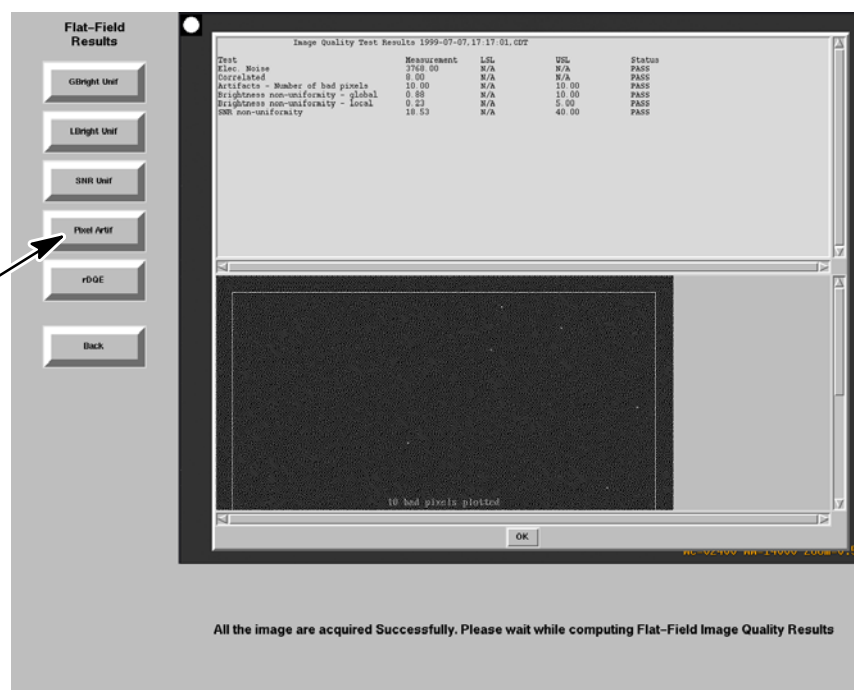 Flat-Field
Results
GBright Unif
LBright Unif
SNR Unif
Pixel Artif
rDQE
Back
Image Quality Test Results 1999-07-07,17:17:01,CDT
Test Measurement LSL USL Status
Elec. Noise 3768.00 N/A N/A PASS
Correlated 8.00 N/A N/A PASS
Artifacts - Number of bad pixels 10.00 N/A 10.00 PASS
Brightness non-uniformity - global 0.88 N/A 10.00 PASS
Brightness non-uniformity - local 0.23 N/A 5.00 PASS
SNR non-uniformity 18.53 N/A 40.00 PASS
10 bad pixels plotted
OK
All the image are acquired Successfully. Please wait while computing Flat-Field Image Quality Results